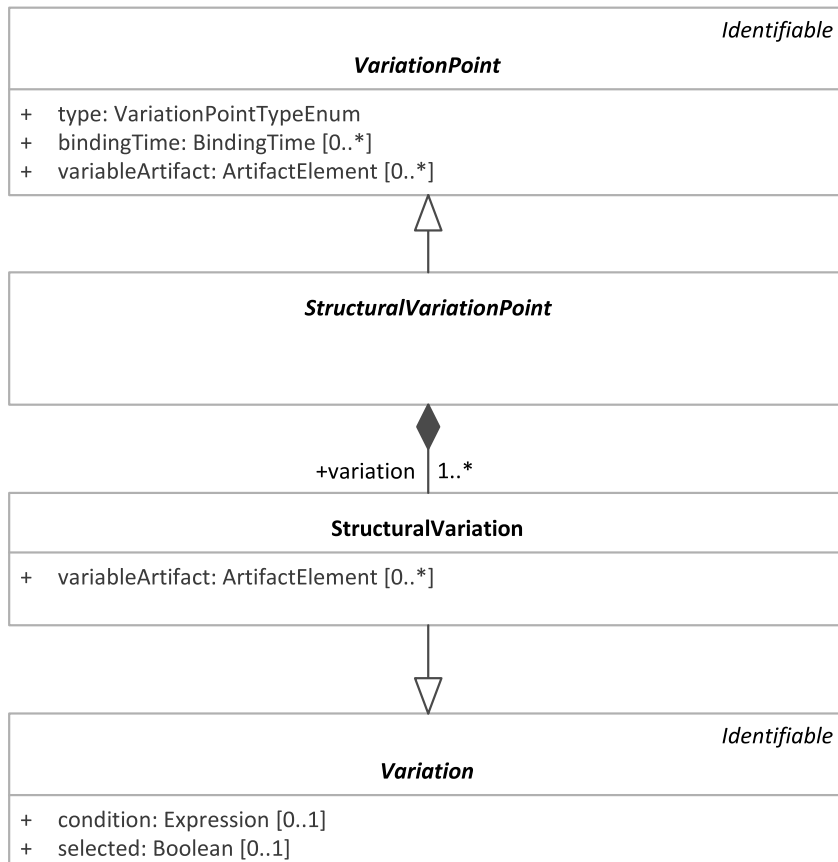 Identifiable
VariationPoint
+ type: VariationPointTypeEnum
+ bindingTime: BindingTime [0..*]
+ variableArtifact: ArtifactElement [0..*]
StructuralVariationPoint
+variation 1..*
StructuralVariation
+ variableArtifact: ArtifactElement [0..*]
Identifiable
Variation
+ condition: Expression [0..1]
+ selected: Boolean [0..1]